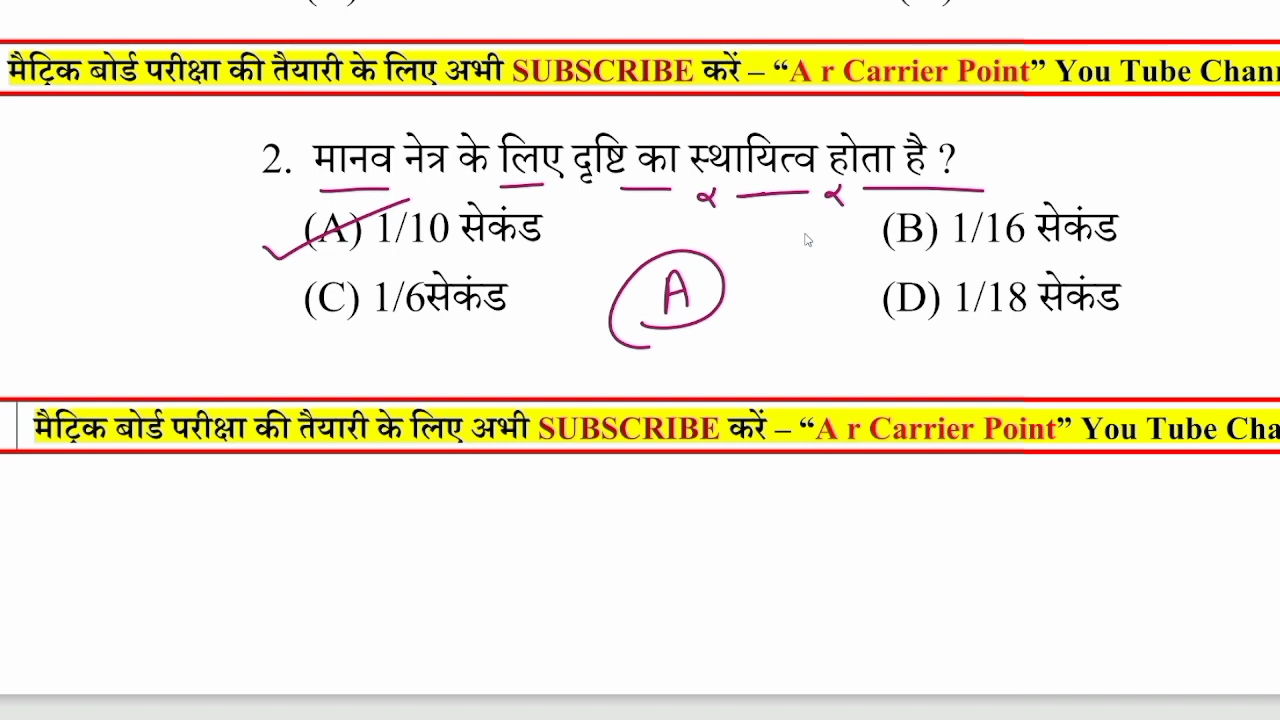 मैट्रिक बोर्ड परीक्षा की तैयारी के लिए अभी SUBSCRIBE करें – “A r Carrier Point” You Tube Chann
2. मानव नेत्र के लिए दृष्टि का स्थायित्व होता है ?
(A) 1/10 सेकंड (B) 1/16 सेकंड
(C) 1/6सेकंड (D) 1/18 सेकंड
A
मैट्रिक बोर्ड परीक्षा की तैयारी के लिए अभी SUBSCRIBE करें – “A r Carrier Point” You Tube Cha